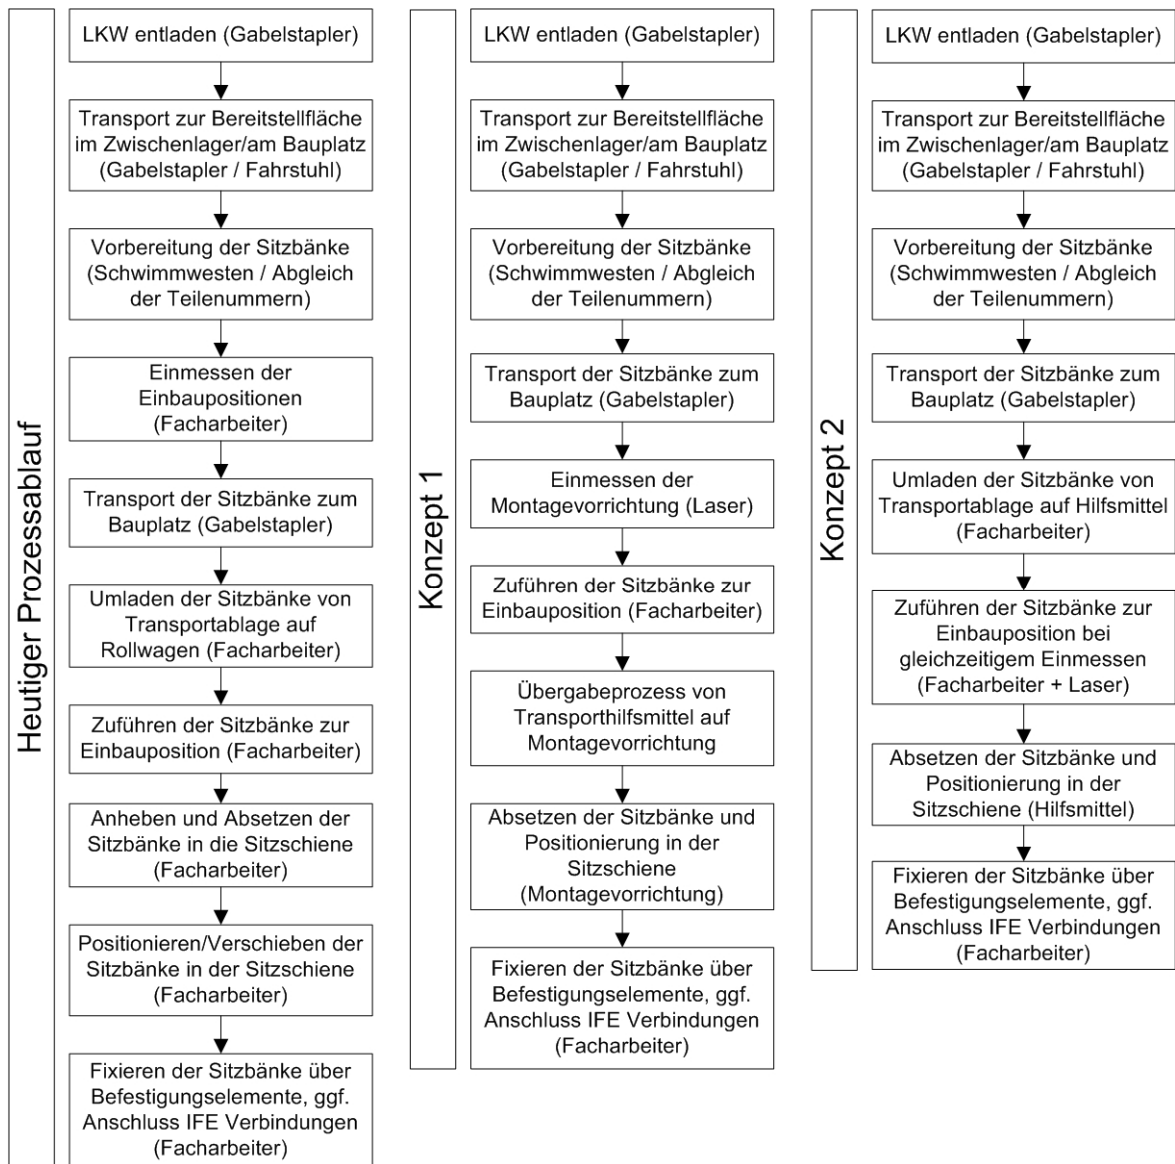 Heutiger Prozessablauf
LKW entladen (Gabelstapler)
Transport zur Bereitstellfläche
im Zwischenlager/am Bauplatz
(Gabelstapler / Fahrstuhl)
Vorbereitung der Sitzbänke
(Schwimmwesten / Abgleich
der Teilenummern)
Einmessen der
Einbaupositionen
(Facharbeiter)
Transport der Sitzbänke zum
Bauplatz (Gabelstapler)
Umladen der Sitzbänke von
Transportablage auf
Rollwagen (Facharbeiter)
Zuführen der Sitzbänke zur
Einbauposition (Facharbeiter)
Anheben und Absetzen der
Sitzbänke in die Sitzschiene
(Facharbeiter)
Positionieren/Verschieben der
Sitzbänke in der Sitzschiene
(Facharbeiter)
Fixieren der Sitzbänke über
Befestigungselemente, ggf.
Anschluss IFE Verbindungen
(Facharbeiter)
Konzept 1
LKW entladen (Gabelstapler)
Transport zur Bereitstellfläche
im Zwischenlager/am Bauplatz
(Gabelstapler / Fahrstuhl)
Vorbereitung der Sitzbänke
(Schwimmwesten / Abgleich
der Teilenummern)
Transport der Sitzbänke zum
Bauplatz (Gabelstapler)
Einmessen der
Montagevorrichtung (Laser)
Zuführen der Sitzbänke zur
Einbauposition (Facharbeiter)
Übergabeprozess von
Transporthilfsmittel auf
Montagevorrichtung
Absetzen der Sitzbänke und
Positionierung in der
Sitzschiene
(Montagevorrichtung)
Fixieren der Sitzbänke über
Befestigungselemente, ggf.
Anschluss IFE Verbindungen
(Facharbeiter)
Konzept 2
LKW entladen (Gabelstapler)
Transport zur Bereitstellfläche
im Zwischenlager/am Bauplatz
(Gabelstapler / Fahrstuhl)
Vorbereitung der Sitzbänke
(Schwimmwesten / Abgleich
der Teilenummern)
Transport der Sitzbänke zum
Bauplatz (Gabelstapler)
Umladen der Sitzbänke von
Transportablage auf Hilfsmittel
(Facharbeiter)
Zuführen der Sitzbänke zur
Einbauposition bei
gleichzeitigem Einmessen
(Facharbeiter + Laser)
Absetzen der Sitzbänke und
Positionierung in der
Sitzschiene (Hilfsmittel)
Fixieren der Sitzbänke über
Befestigungselemente, ggf.
Anschluss IFE Verbindungen
(Facharbeiter)